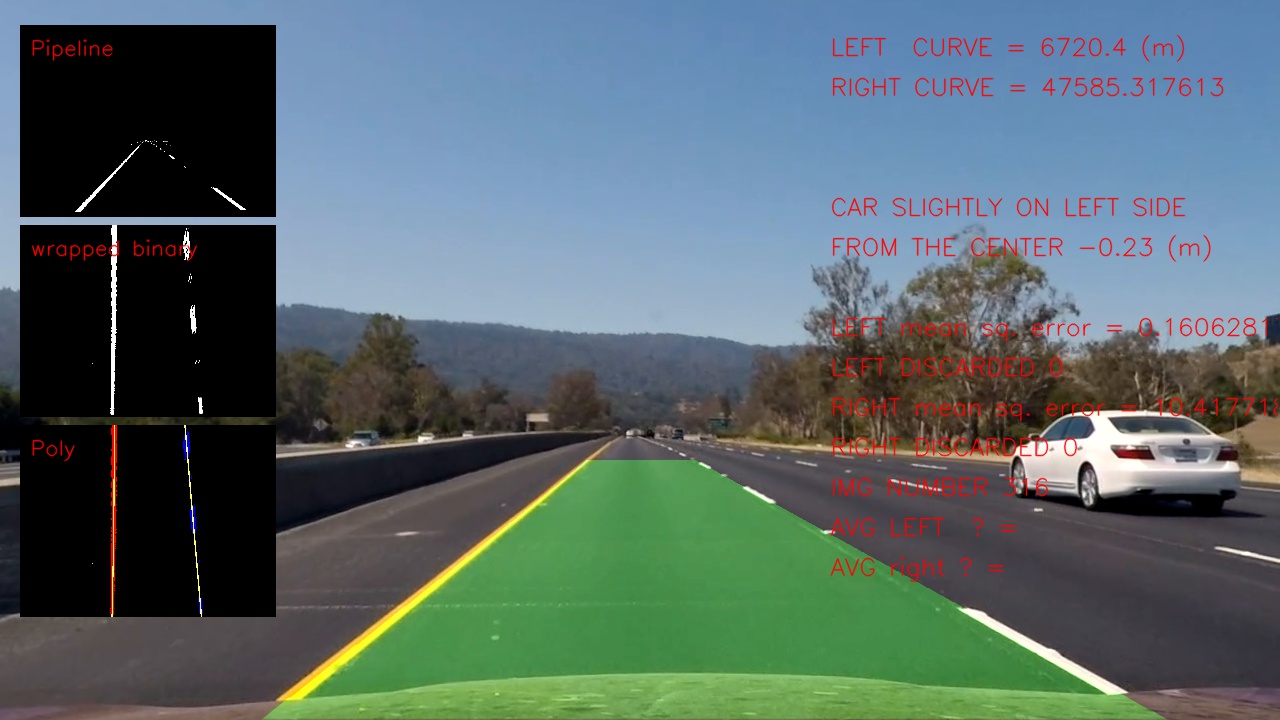 Pipeline
wrapped binary
Poly
LEFT CURVE = 6720.4 (m)
RIGHT CURVE = 47585.317613
CAR SLIGHTLY ON LEFT SIDE
FROM THE CENTER -0.23 (m)
LEFT mean sq. error = 0.1606281
LEFT DISCARDED 0
RIGHT mean sq. error = 10.417710
RIGHT DISCARDED 0
IMG NUMBER 316
AVG LEFT ? =
AVG right ? =